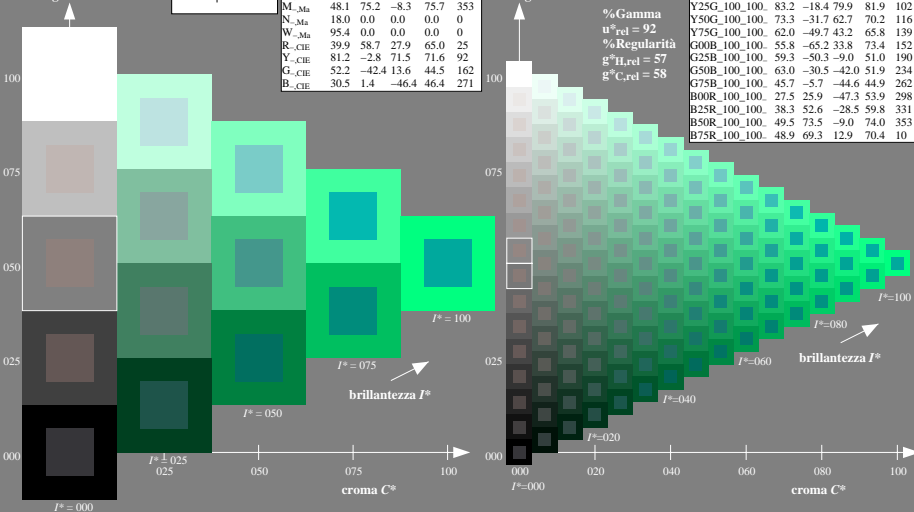 M–,Ma 48.1 75.2 −8.3 75.7 353
N–,Ma 18.0 0.0 0.0 0.0 0
W–,Ma 95.4 0.0 0.0 0.0 0
R–,CIE 39.9 58.7 27.9 65.0 25
Y–,CIE 81.2 −2.8 71.5 71.6 92
G–,CIE 52.2 −42.4 13.6 44.5 162
B–,CIE 30.5 1.4 −46.4 46.4 271
100
075
050
025
000
I* = 100
I* = 075
brillantezza I*
I* = 050
I* = 025
025
050
075
100
croma C*
I* = 000
%Gamma
u*rel = 92
%Regularità
g*H,rel = 57
g*C,rel = 58
Y25G_100_100– 83.2 −18.4 79.9 81.9 102
Y50G_100_100– 73.3 −31.7 62.7 70.2 116
Y75G_100_100– 62.0 −49.7 43.2 65.8 139
G00B_100_100– 55.8 −65.2 33.8 73.4 152
G25B_100_100– 59.3 −50.3 −9.0 51.0 190
G50B_100_100– 63.0 −30.5 −42.0 51.9 234
G75B_100_100– 45.7 −5.7 −44.6 44.9 262
B00R_100_100– 27.5 25.9 −47.3 53.9 298
B25R_100_100– 38.3 52.6 −28.5 59.8 331
B50R_100_100– 49.5 73.5 −9.0 74.0 353
B75R_100_100– 48.9 69.3 12.9 70.4 10
100
075
050
025
000
I*=100
I*=080
brillantezza I*
I*=060
I*=040
I*=020
000
020
040
060
080
100
I*=000
croma C*